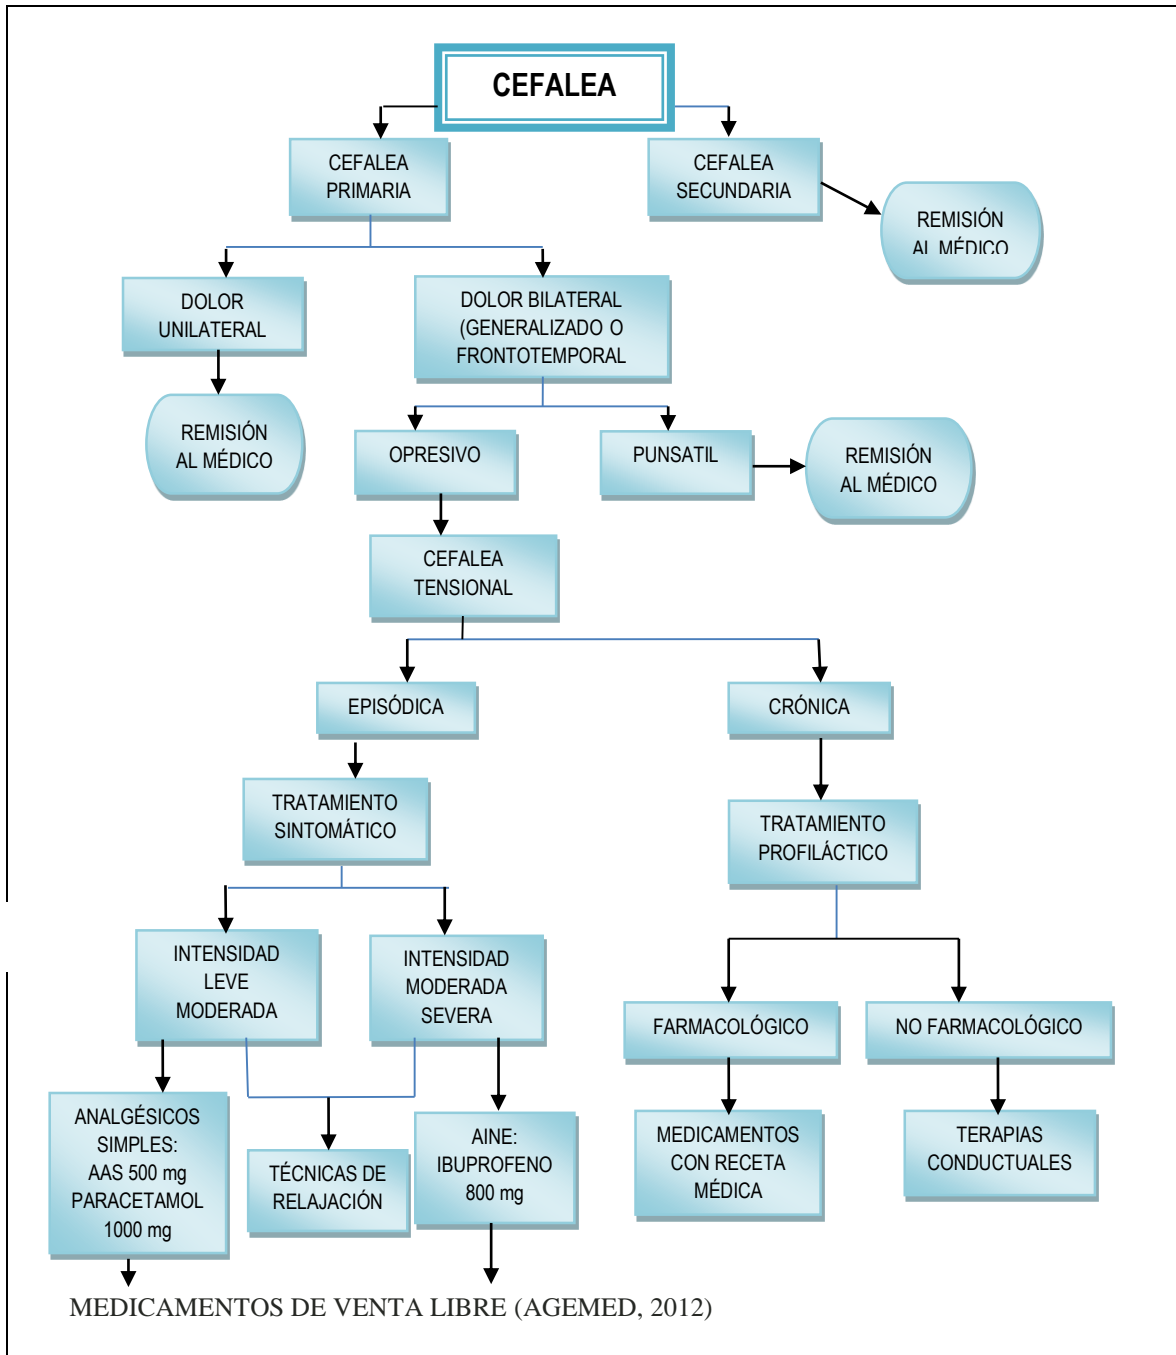 CEFALEA
CEFALEA
PRIMARIA
CEFALEA
SECUNDARIA
REMISIÓN
AL MÉDICO
DOLOR
UNILATERAL
DOLOR BILATERAL
(GENERALIZADO O
FRONTOTEMPORAL
REMISIÓN
AL MÉDICO
OPRESIVO
PUNSATIL
REMISIÓN
AL MÉDICO
CEFALEA
TENSIONAL
EPISÓDICA
CRÓNICA
TRATAMIENTO
SINTOMÁTICO
TRATAMIENTO
PROFILÁCTICO
INTENSIDAD
LEVE
MODERADA
INTENSIDAD
MODERADA
SEVERA
FARMACOLÓGICO
NO FARMACOLÓGICO
ANALGÉSICOS
SIMPLES:
AAS 500 mg
PARACETAMOL
1000 mg
TÉCNICAS DE
RELAJACIÓN
AINE:
IBUPROFENO
800 mg
MEDICAMENTOS
CON RECETA
MÉDICA
TERAPIAS
CONDUCTUALES
MEDICAMENTOS DE VENTA LIBRE (AGEMED, 2012)